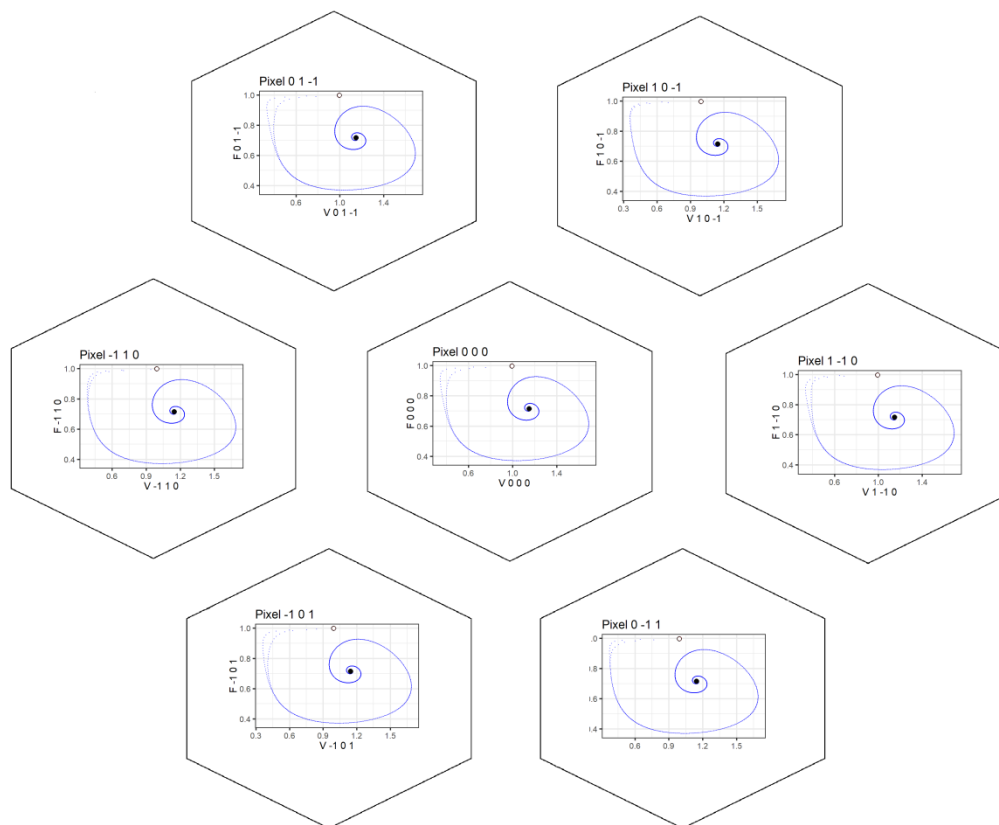 Pixel 0 1 -1
1.0
0.8
0.6
0.4
F 0 1 -1
0.6 1.0 1.4
V 0 1 -1
Pixel 1 0 -1
1.0
0.8
0.6
0.4
F 1 0 -1
0.3 0.6 0.9 1.2 1.5
V 1 0 -1
Pixel -1 1 0
1.0
0.8
0.6
0.4
F -1 1 0
0.6 0.9 1.2 1.5
V -1 1 0
Pixel 0 0 0
1.0
0.8
0.6
0.4
F 0 0 0
0.6 1.0 1.4
V 0 0 0
Pixel 1 -1 0
1.0
0.8
0.6
0.4
F 1 -1 0
0.6 1.0 1.4
V 1 -1 0
Pixel -1 0 1
1.0
0.8
0.6
0.4
F -1 0 1
0.3 0.6 0.9 1.2 1.5
V -1 0 1
Pixel 0 -1 1
.0
0.8
0.6
0.4
0.6 0.9 1.2 1.5